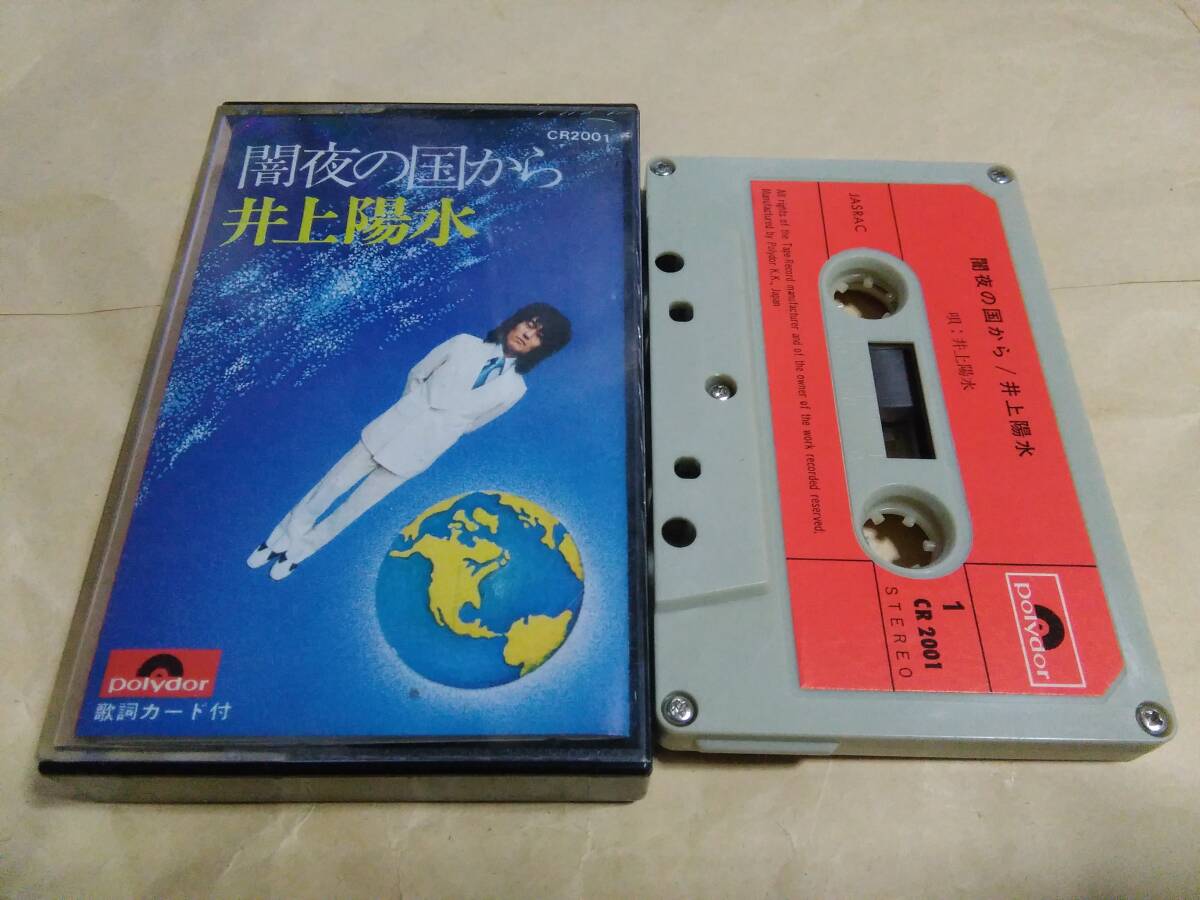 CR2001
闇夜の国から
井上陽水
polydor
歌詞カード付
闇夜の国から/井上陽水
唄:井上陽水
JASRAC
All rights of the Tape-Record manufacturer and of the owner of the work recorded reserved.
Manufactured by Polydor K.K., Japan
1
CR 2001
STEREO
polydor